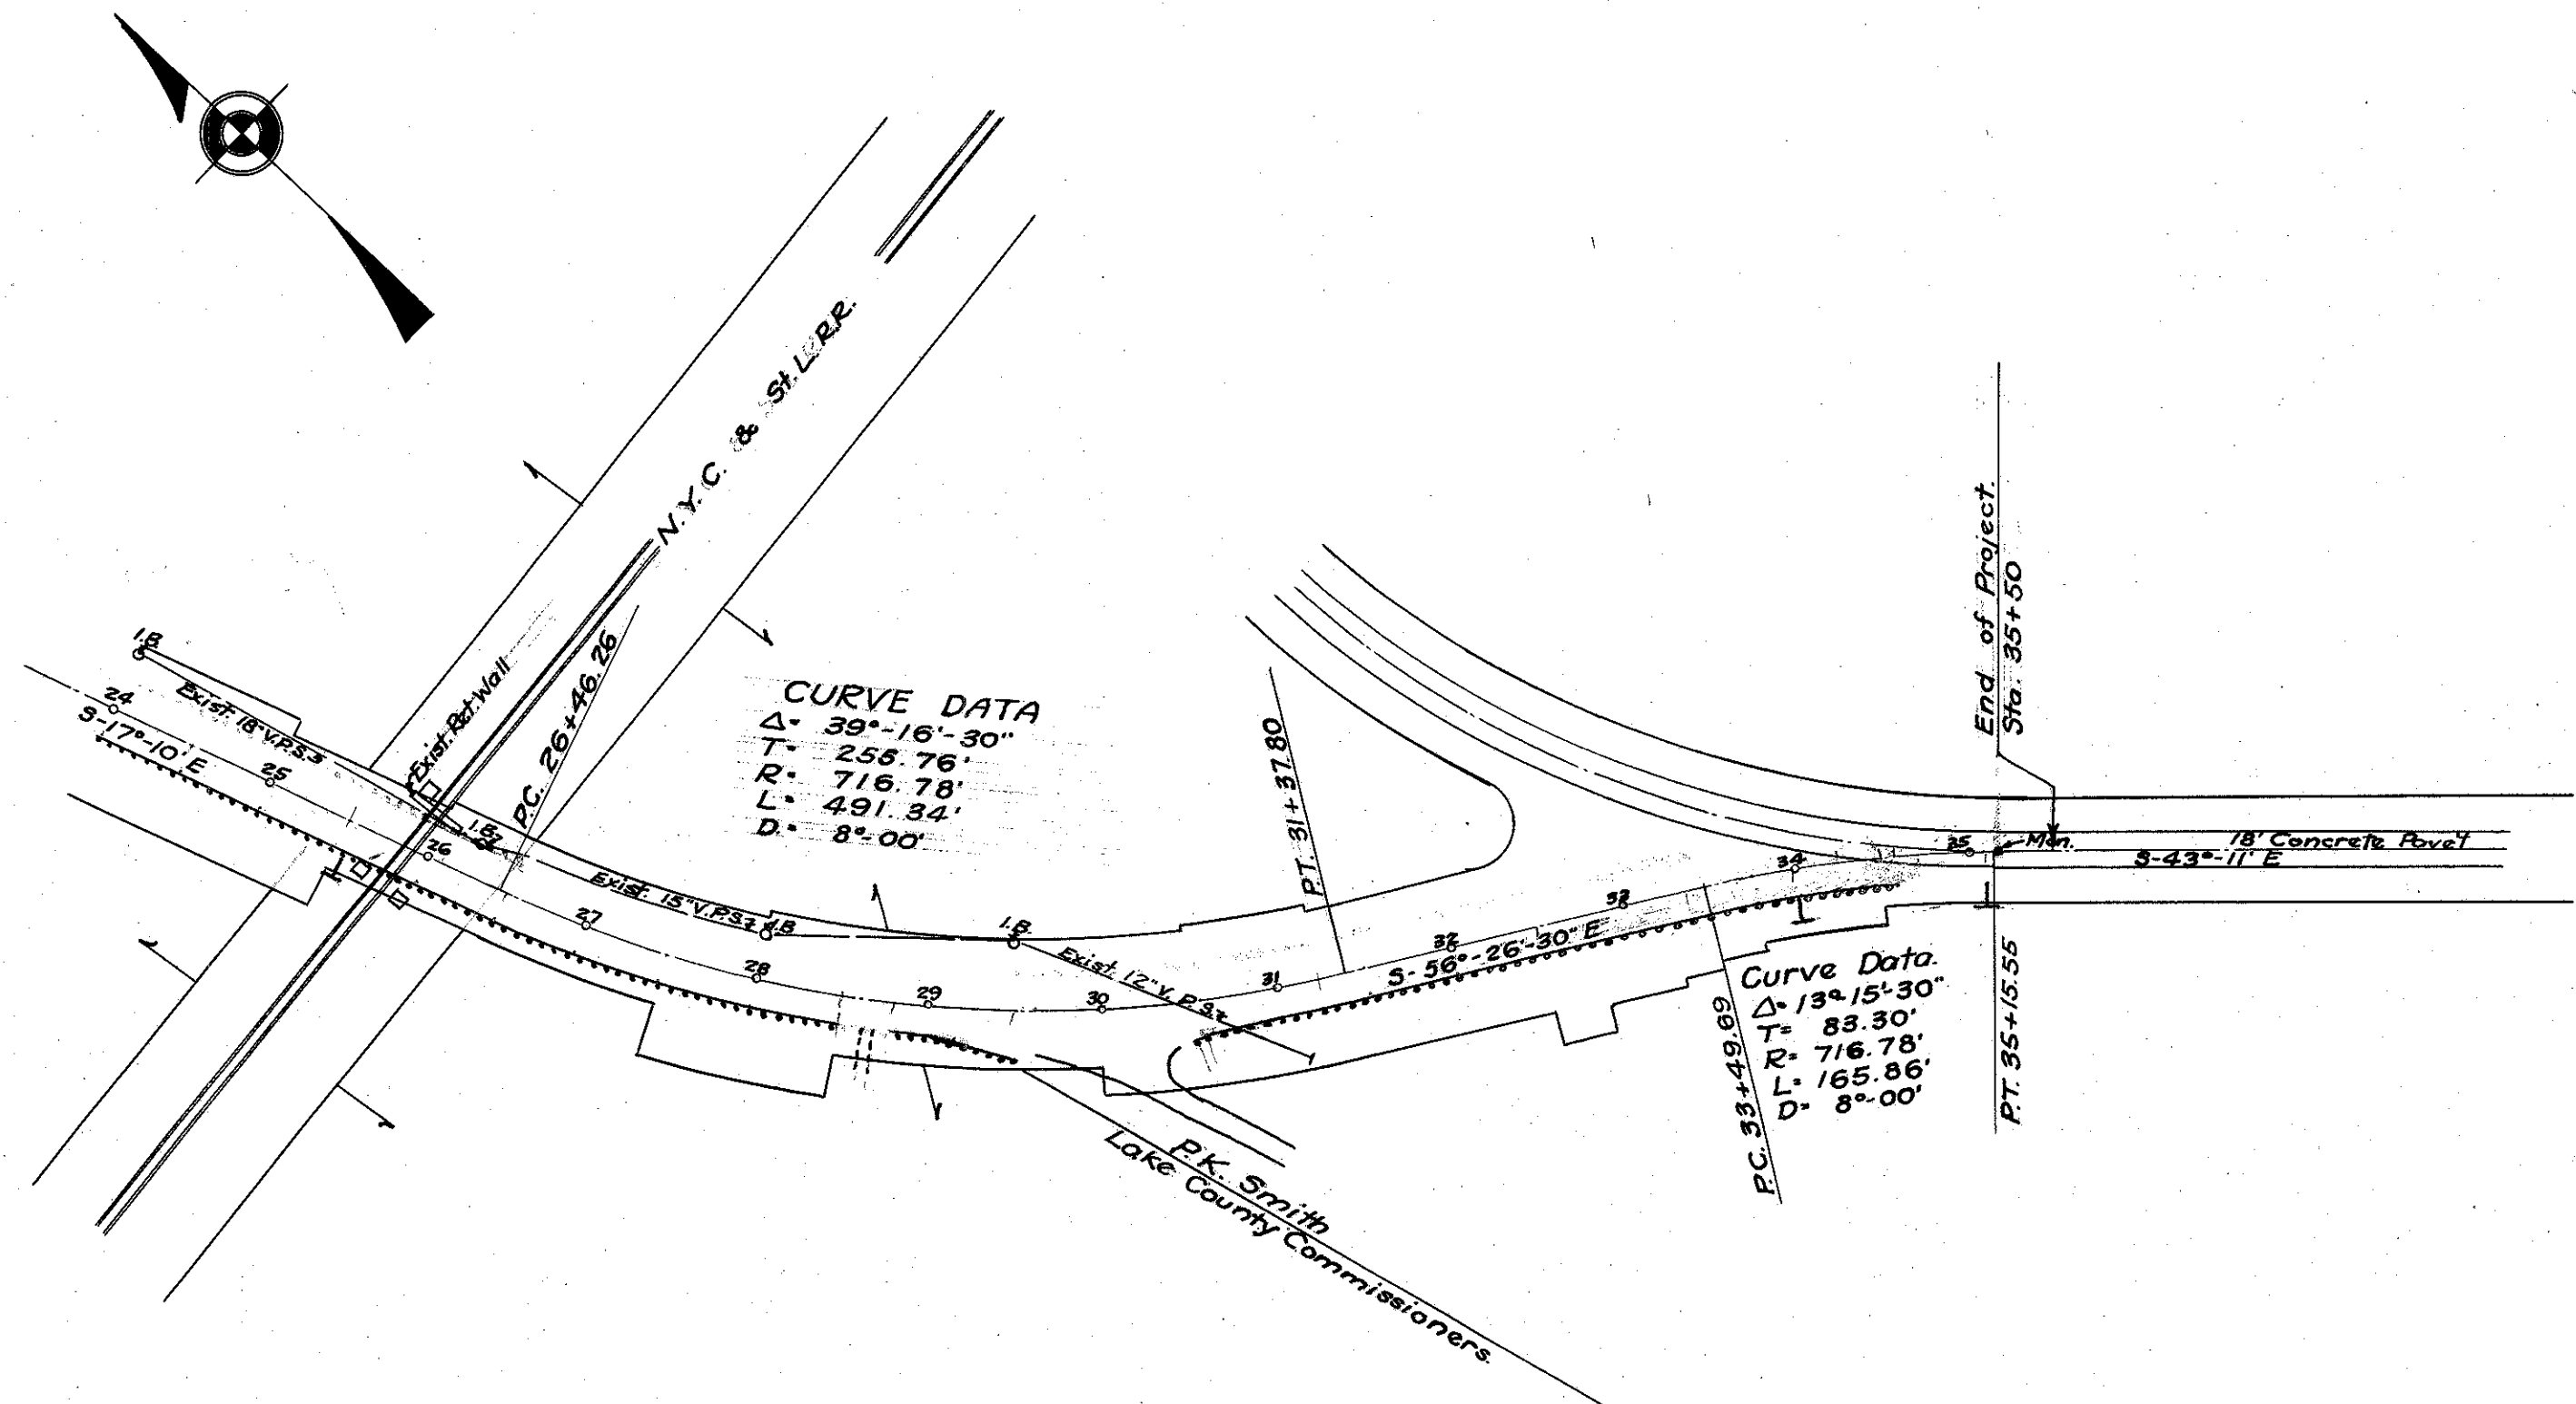 N.Y.C. & St.L.R.R.
I.B.
24
Exist. 18" V.P.S.
S-17°-10' E
25
Exist. Ret. Wall
I.B.
26
P.C. 26+46.26
CURVE DATA
Δ= 39°-16'-30"
T=
R= 716.78'
L= 491.34'
D= 8°-00'
Exist. 15" V.P.S.
I.B.
27
28
29
30
31
I.B.
Exist. 12" V.P.S.
P.T. 31+37.80
32
33
34
35
S-56°-26'-30" E
End of Project.
Sta. 35+50
Mon.
18' Concrete Pave't
S-43°-11' E
P.C. 33+49.69
Curve Data.
Δ= 13°-15'-30"
T= 83.30'
R= 716.78'
L= 165.86'
D= 8°-00'
P.T. 35+15.55
P.K. Smith
Lake County Commissioners.